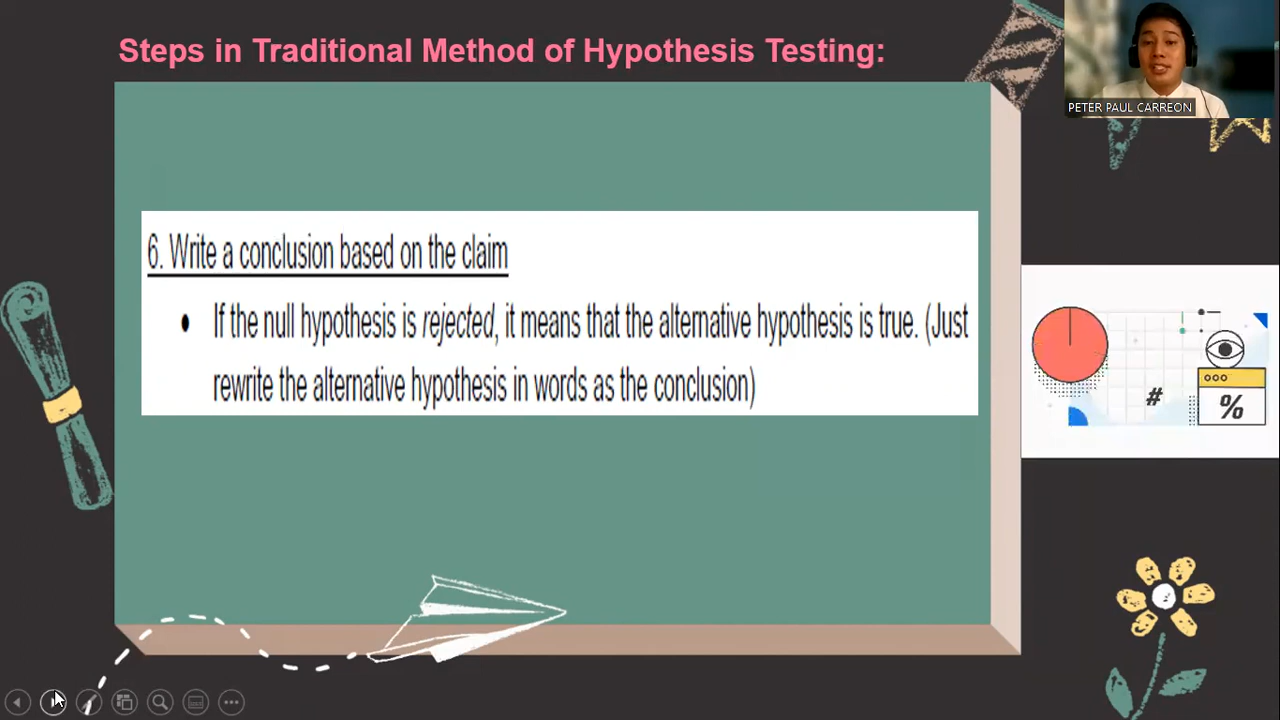 Steps in Traditional Method of Hypothesis Testing:
PETER PAUL CARREON
6. Write a conclusion based on the claim
• If the null hypothesis is rejected, it means that the alternative hypothesis is true. (Just
rewrite the alternative hypothesis in words as the conclusion)
#
%